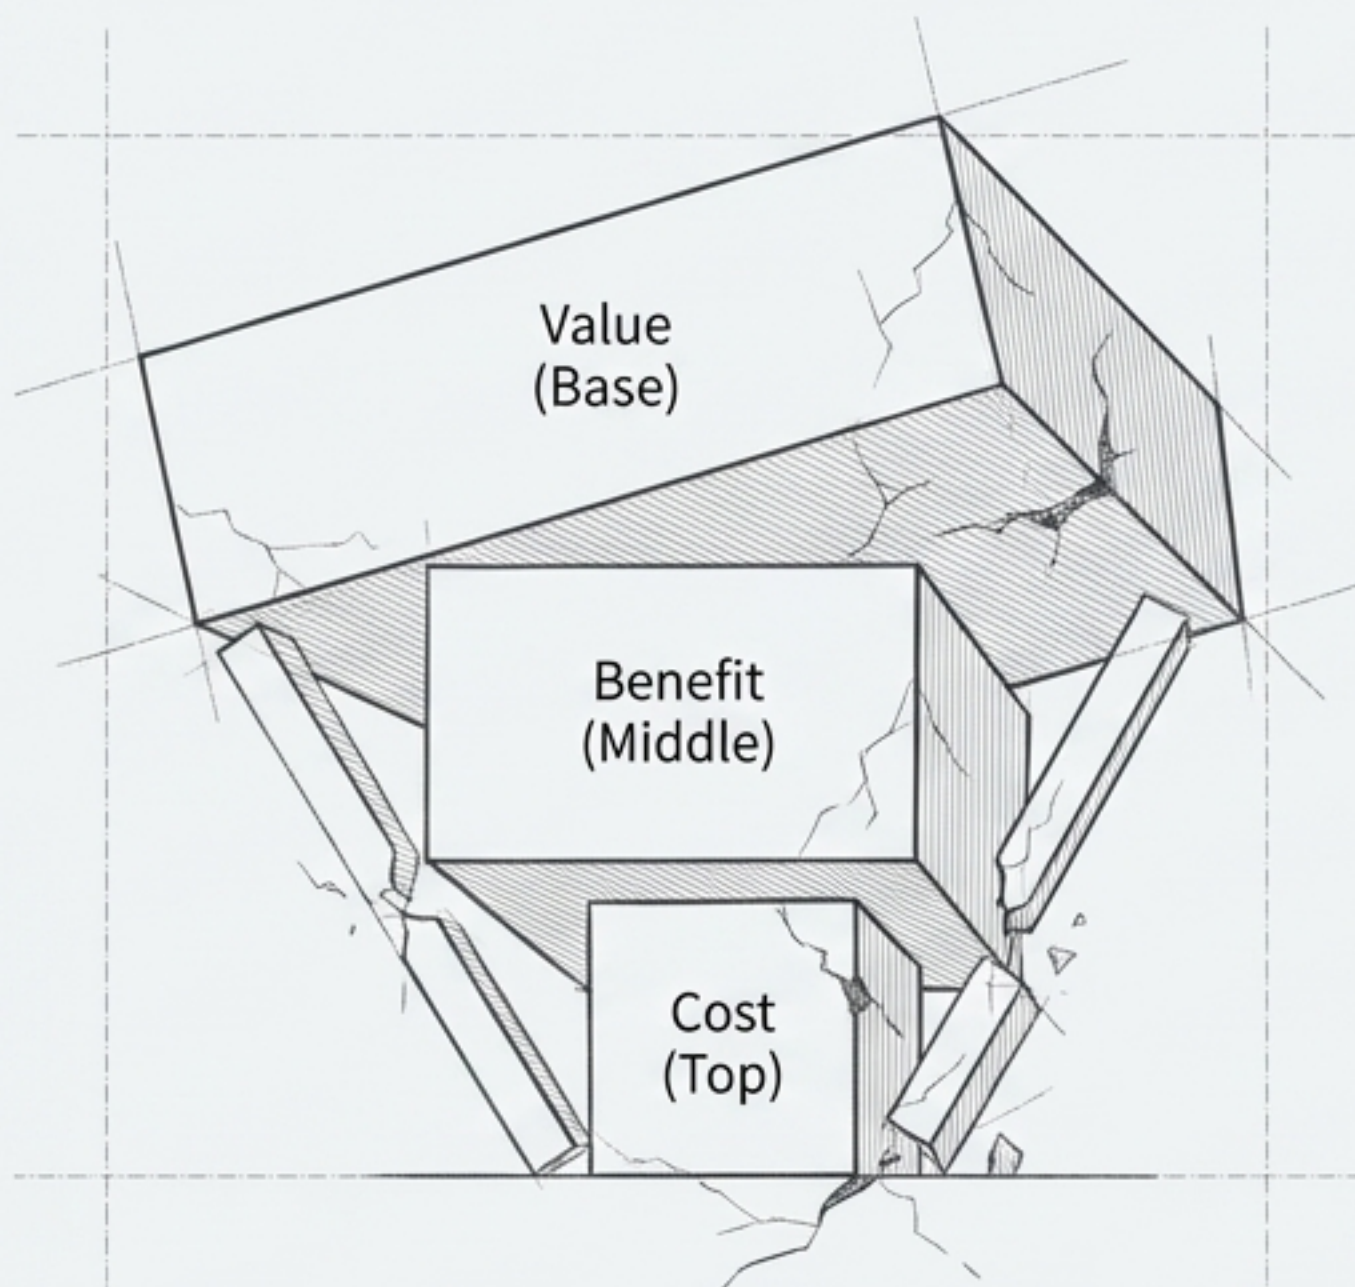 Value
(Base)
Benefit
(Middle)
Cost
(Top)